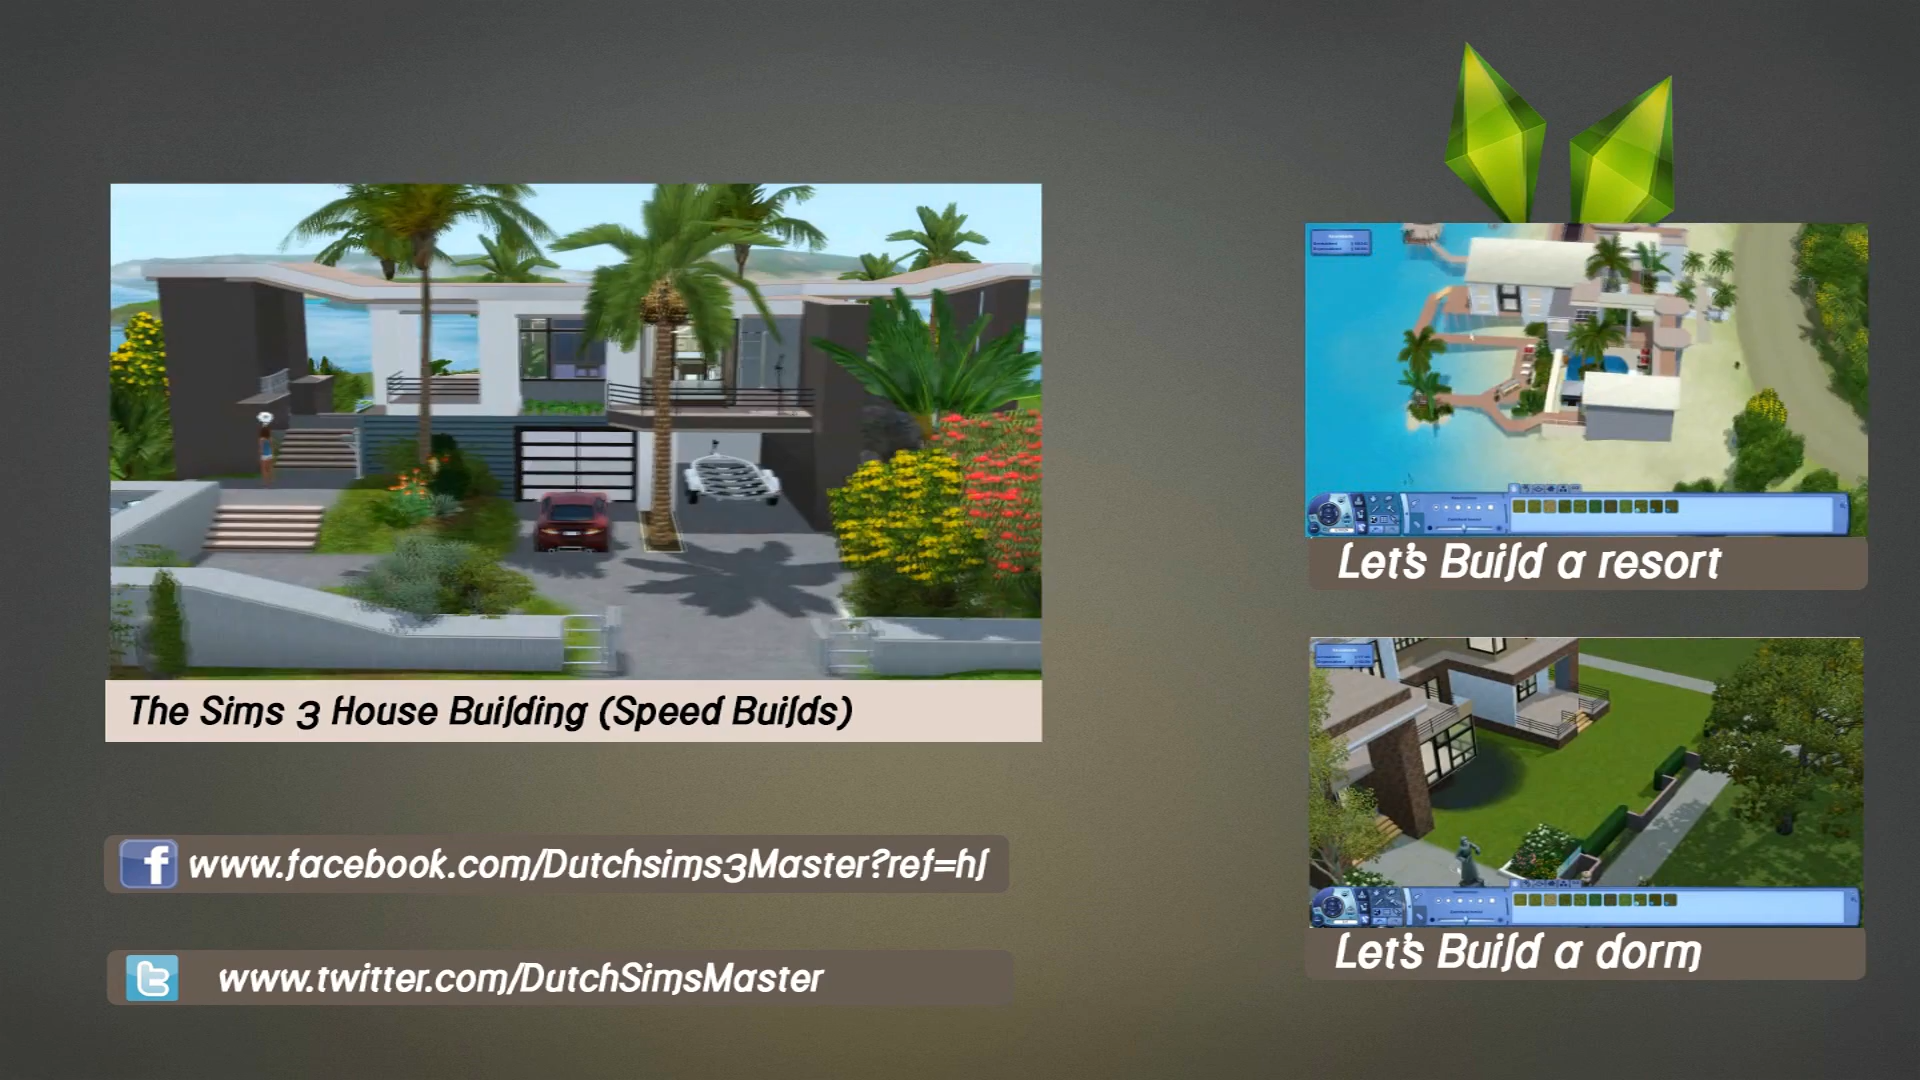 The Sims 3 House Building (Speed Builds)
www.facebook.com/Dutchsims3Master?ref=hl
www.twitter.com/DutchSimsMaster
Let's Build a resort
Let's Build a dorm